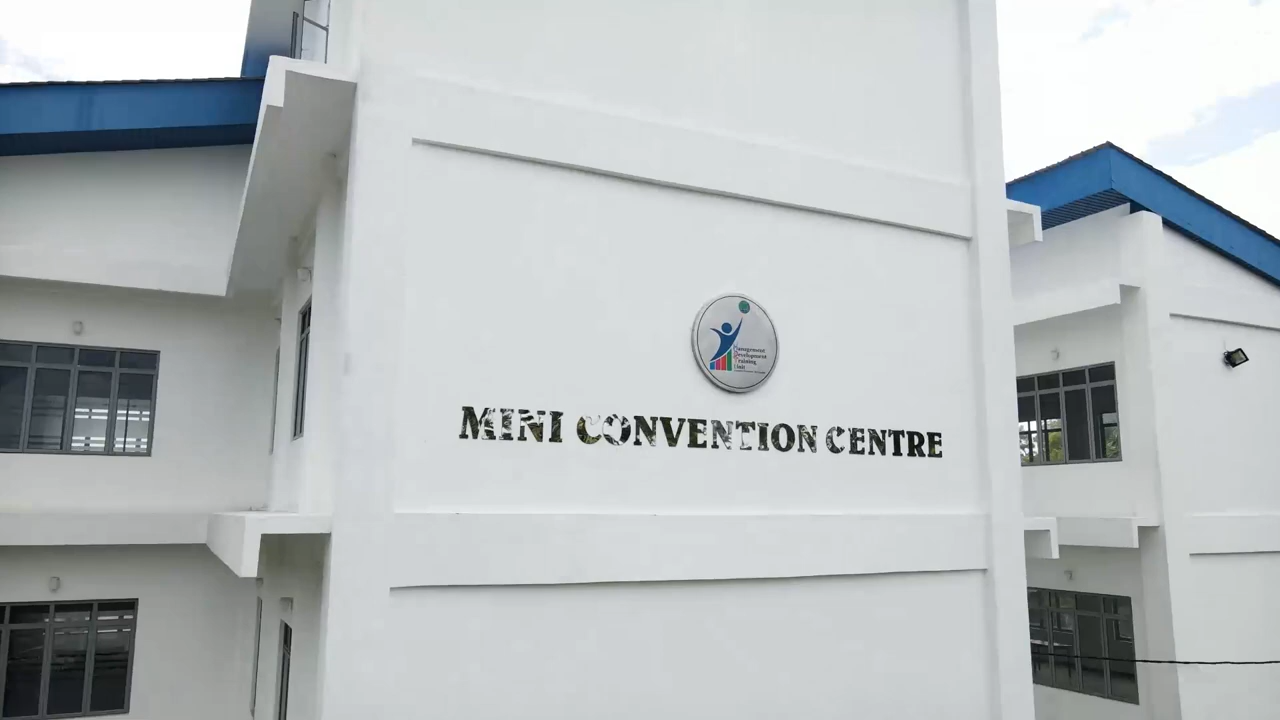 Management
Development
Training
Unit
MINI CONVENTION CENTRE